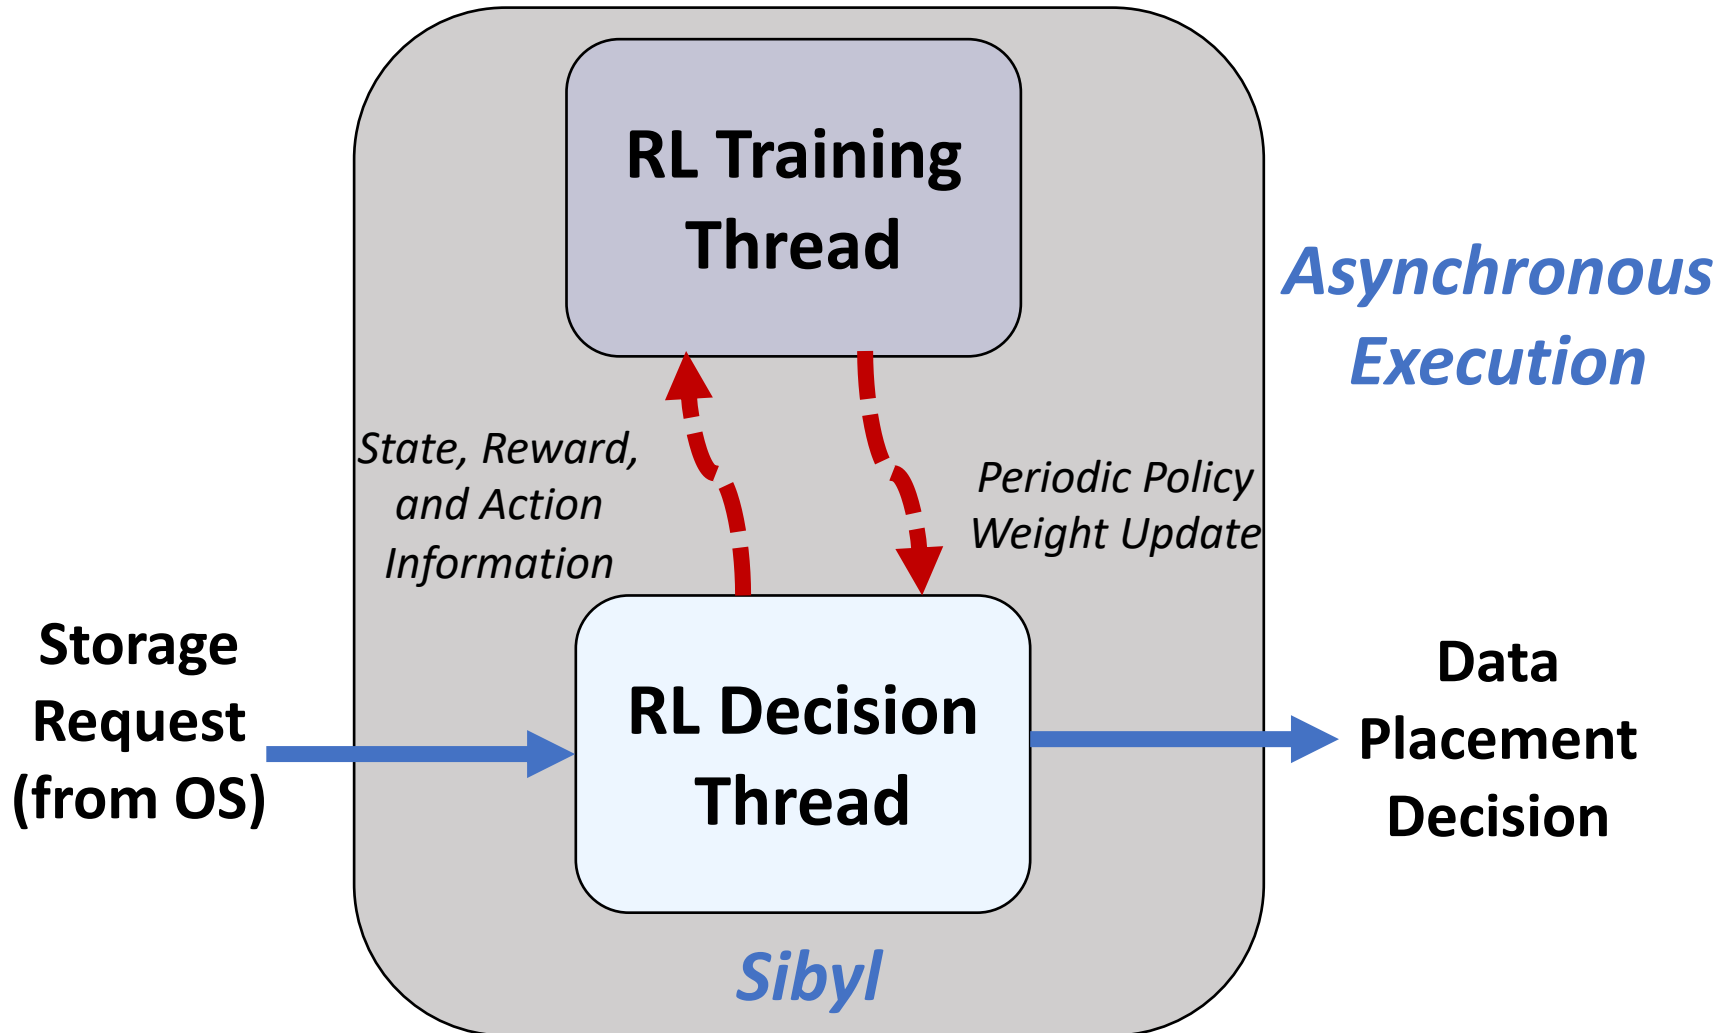 RL Training
Thread
Asynchronous
Execution
State, Reward,
and Action
Information
Periodic Policy
Weight Update
Storage
Request
(from OS)
RL Decision
Thread
Data
Placement
Decision
Sibyl